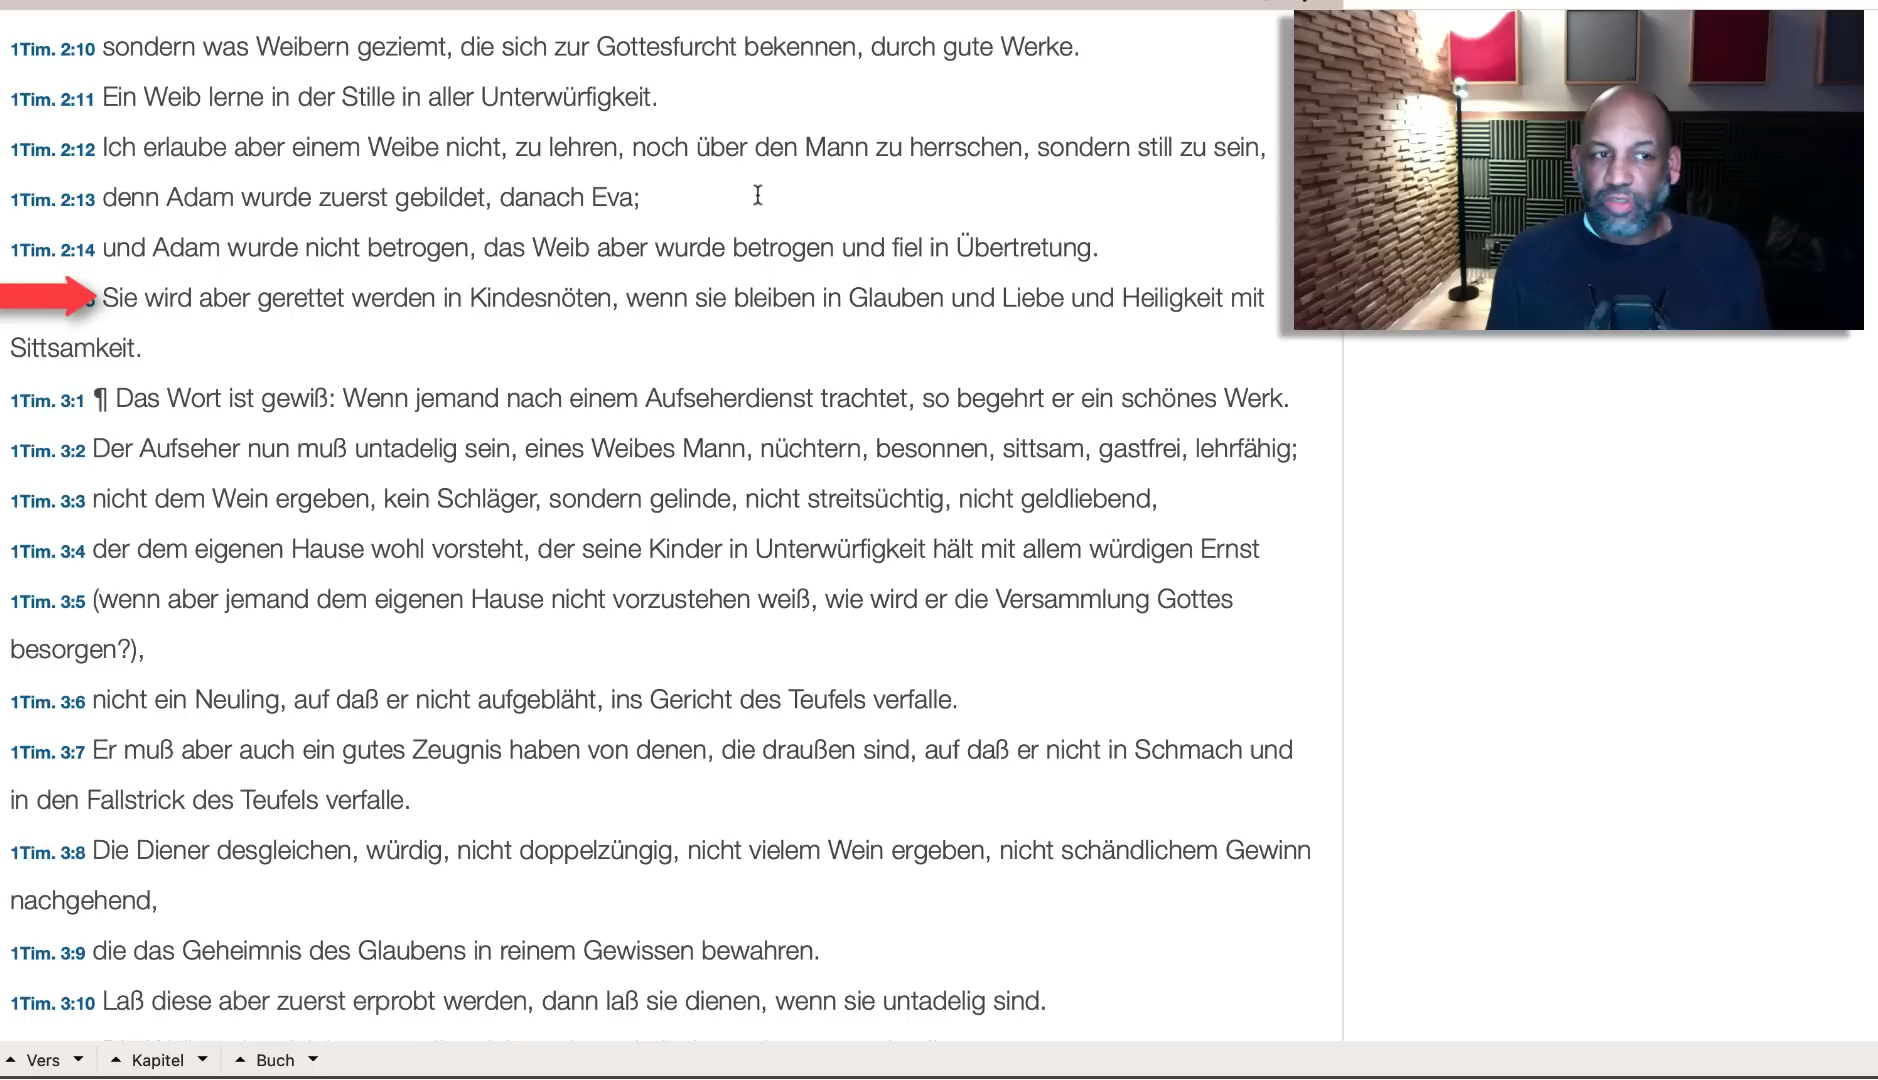 1Tim. 2:10 sondern was Weibern geziemt, die sich zur Gottesfurcht bekennen, durch gute Werke.
1Tim. 2:11 Ein Weib lerne in der Stille in aller Unterwürfigkeit.
1Tim. 2:12 Ich erlaube aber einem Weibe nicht, zu lehren, noch über den Mann zu herrschen, sondern still zu sein,
1Tim. 2:13 denn Adam wurde zuerst gebildet, danach Eva;
1Tim. 2:14 und Adam wurde nicht betrogen, das Weib aber wurde betrogen und fiel in Übertretung.
Sie wird aber gerettet werden in Kindesnöten, wenn sie bleiben in Glauben und Liebe und Heiligkeit mit
Sittsamkeit.
1Tim. 3:1 ¶ Das Wort ist gewiß: Wenn jemand nach einem Aufseherdienst trachtet, so begehrt er ein schönes Werk.
1Tim. 3:2 Der Aufseher nun muß untadelig sein, eines Weibes Mann, nüchtern, besonnen, sittsam, gastfrei, lehrfähig;
1Tim. 3:3 nicht dem Wein ergeben, kein Schläger, sondern gelinde, nicht streitsüchtig, nicht geldliebend,
1Tim. 3:4 der dem eigenen Hause wohl vorsteht, der seine Kinder in Unterwürfigkeit hält mit allem würdigen Ernst
1Tim. 3:5 (wenn aber jemand dem eigenen Hause nicht vorzustehen weiß, wie wird er die Versammlung Gottes
besorgen?),
1Tim. 3:6 nicht ein Neuling, auf daß er nicht aufgebläht, ins Gericht des Teufels verfalle.
1Tim. 3:7 Er muß aber auch ein gutes Zeugnis haben von denen, die draußen sind, auf daß er nicht in Schmach und
in den Fallstrick des Teufels verfalle.
1Tim. 3:8 Die Diener desgleichen, würdig, nicht doppelzüngig, nicht vielem Wein ergeben, nicht schändlichem Gewinn
nachgehend,
1Tim. 3:9 die das Geheimnis des Glaubens in reinem Gewissen bewahren.
1Tim. 3:10 Laß diese aber zuerst erprobt werden, dann laß sie dienen, wenn sie untadelig sind.
Vers Kapitel Buch